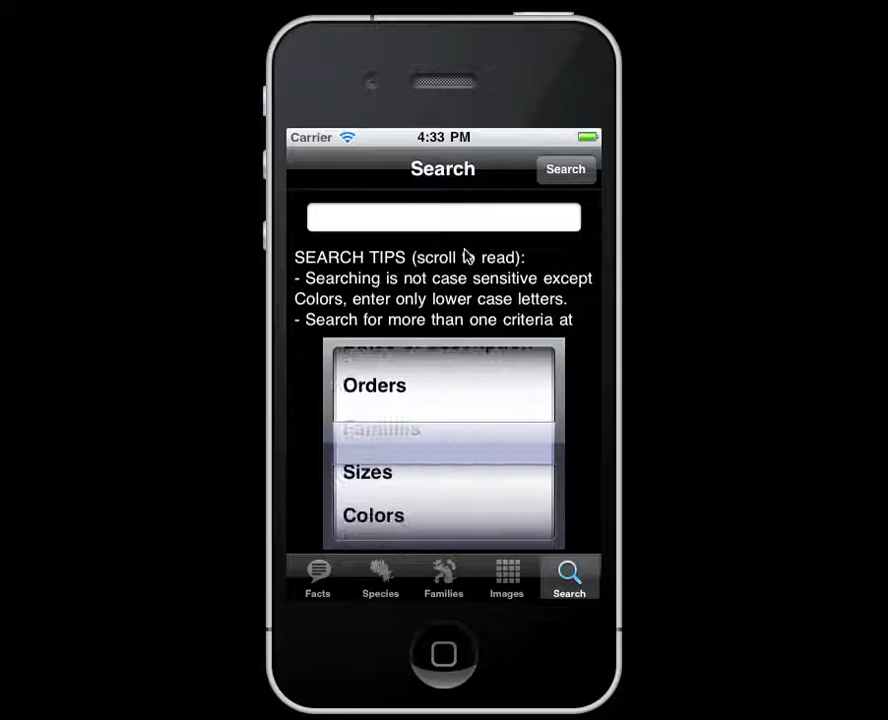 Carrier 4:33 PM
Search Search
SEARCH TIPS (scroll to read):
- Searching is not case sensitive except
Colors, enter only lower case letters.
- Search for more than one criteria at
Orders
Sizes
Colors
Facts Species Families Images Search